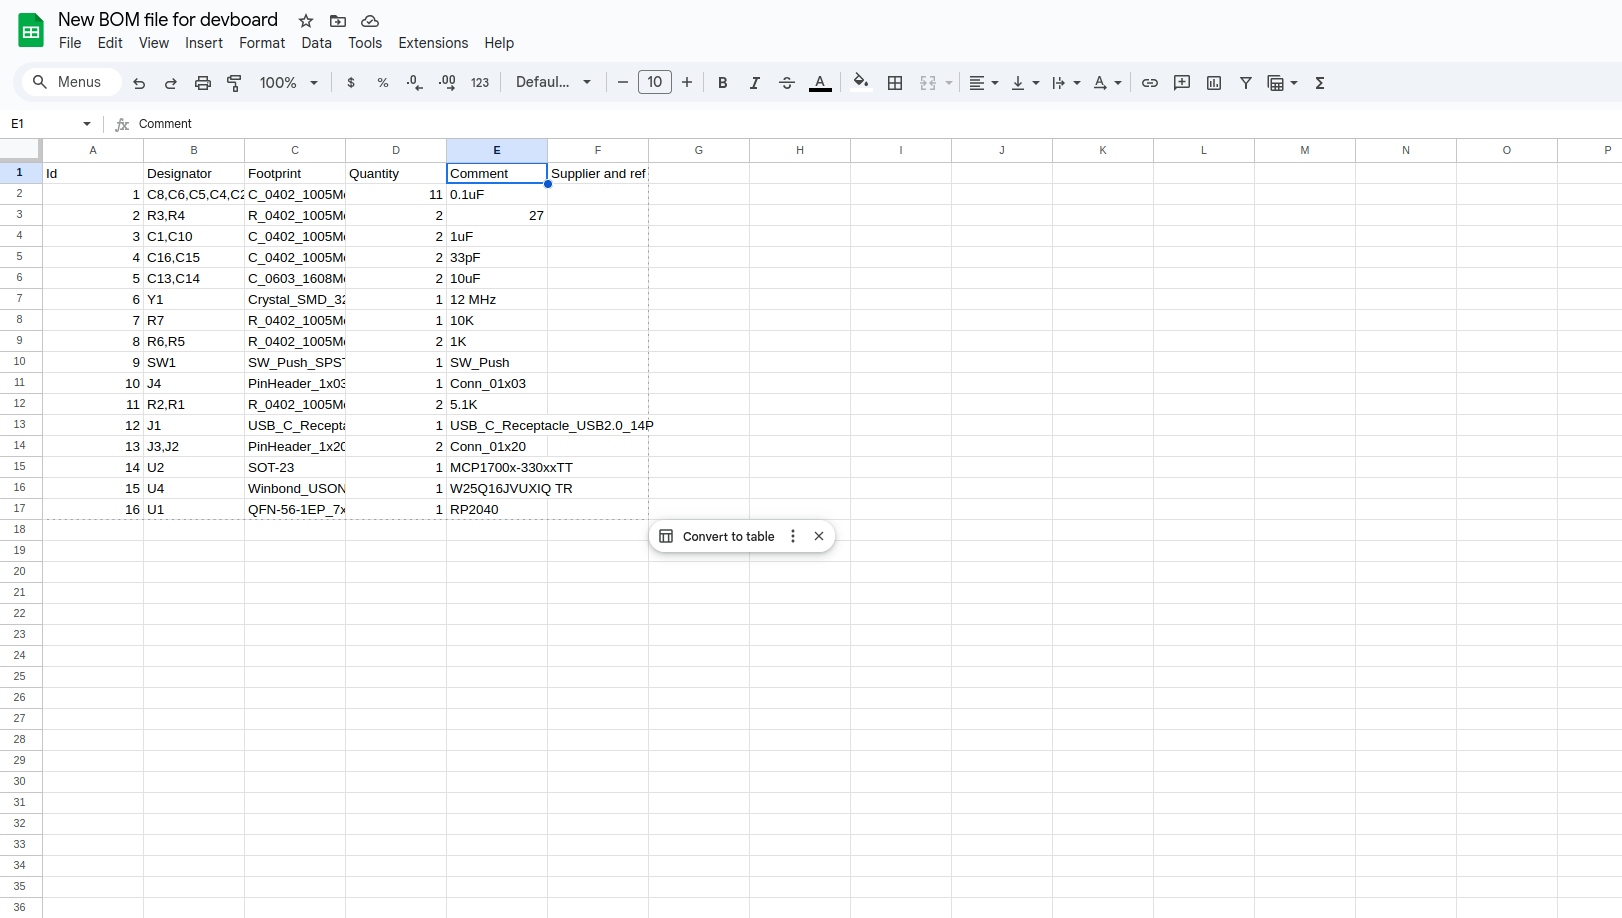 New BOM file for devboard
File Edit View Insert Format Data Tools Extensions Help
Menus 100% $ % .0 .00 123 Defaul... 10 B I A Σ
E1 fx Comment
A B C D E F G H I J K L M N O P
1 Id Designator Footprint Quantity Comment Supplier and ref
2 1 C8,C6,C5,C4,C2 C_0402_1005Me 11 0.1uF
3 2 R3,R4 R_0402_1005Me 2 27
4 3 C1,C10 C_0402_1005Me 2 1uF
5 4 C16,C15 C_0402_1005Me 2 33pF
6 5 C13,C14 C_0603_1608Me 2 10uF
7 6 Y1 Crystal_SMD_32 1 12 MHz
8 7 R7 R_0402_1005Me 1 10K
9 8 R6,R5 R_0402_1005Me 2 1K
10 9 SW1 SW_Push_SPST 1 SW_Push
11 10 J4 PinHeader_1x03 1 Conn_01x03
12 11 R2,R1 R_0402_1005Me 2 5.1K
13 12 J1 USB_C_Recepta 1 USB_C_Receptacle_USB2.0_14P
14 13 J3,J2 PinHeader_1x20 2 Conn_01x20
15 14 U2 SOT-23 1 MCP1700x-330xxTT
16 15 U4 Winbond_USON 1 W25Q16JVUXIQ TR
17 16 U1 QFN-56-1EP_7x 1 RP2040
18
Convert to table
19
20
21
22
23
24
25
26
27
28
29
30
31
32
33
34
35
36